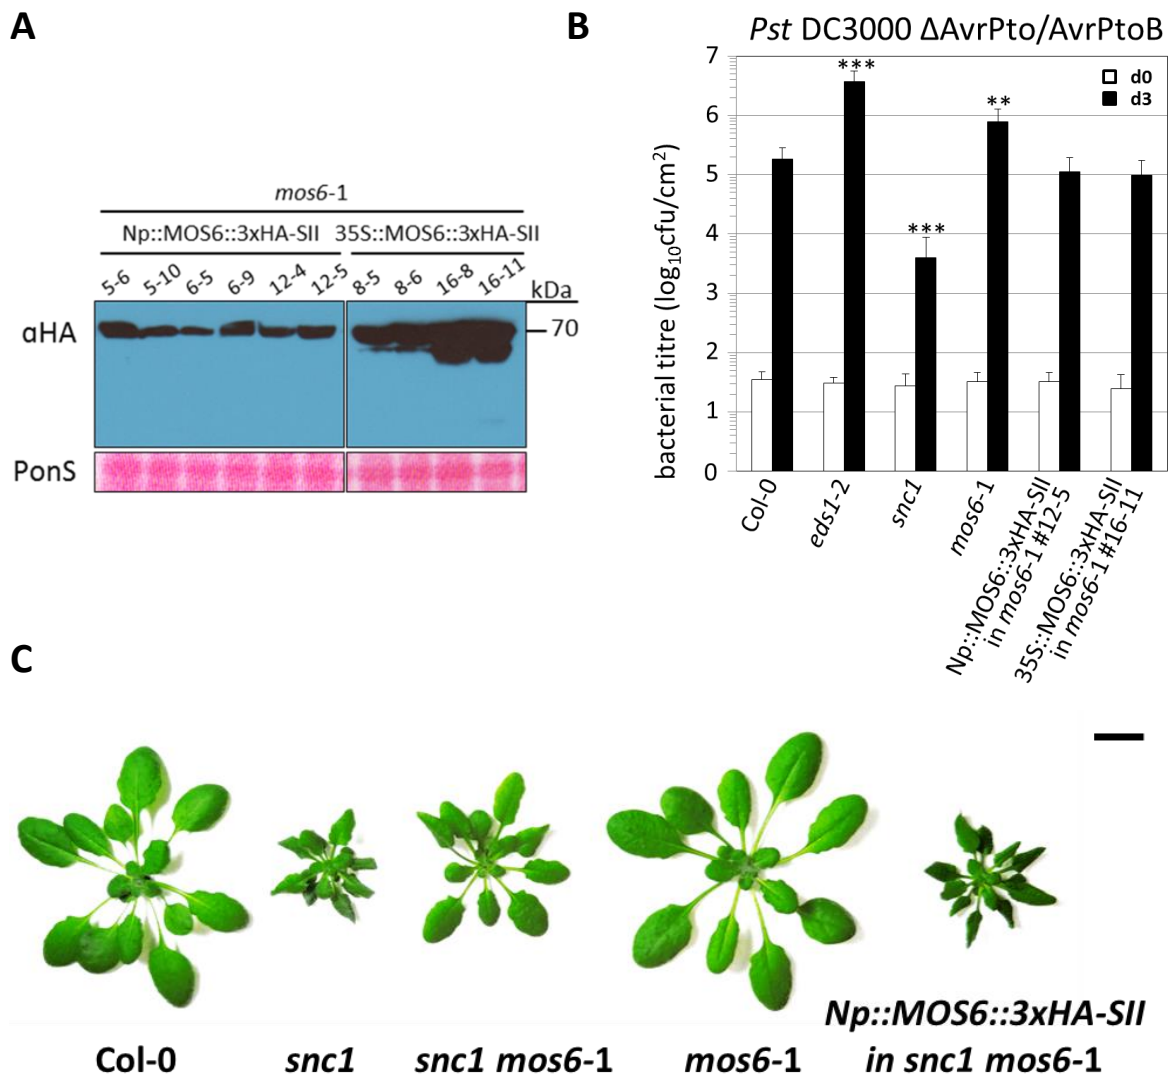 A
mos6-1
Np::MOS6::3xHA-SII 35S::MOS6::3xHA-SII
5-6 5-10 6-5 6-9 12-4 12-5 8-5 8-6 16-8 16-11 kDa
αHA 70
PonS
B
Pst DC3000 ΔAvrPto/AvrPtoB
d0
d3
bacterial titre (log10cfu/cm²)
7
6
5
4
3
2
1
0
***
***
**
Col-0
eds1-2
snc1
mos6-1
Np::MOS6::3xHA-SII
in mos6-1 #12-5
35S::MOS6::3xHA-SII
in mos6-1 #16-11
C
Col-0 snc1 snc1 mos6-1 mos6-1
Np::MOS6::3xHA-SII
in snc1 mos6-1